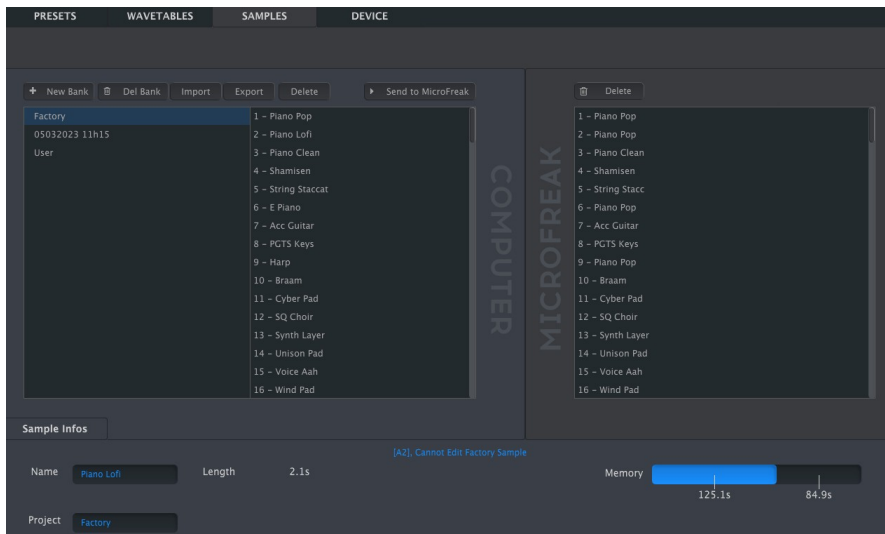 PRESETS WAVETABLES SAMPLES DEVICE
+ New Bank Del Bank Import Export Delete Send to MicroFreak
Factory
05032023 11h15
User
1 – Piano Pop
2 – Piano Lofi
3 – Piano Clean
4 – Shamisen
5 – String Staccat
6 – E Piano
7 – Acc Guitar
8 – PGTS Keys
9 – Harp
10 – Braam
11 – Cyber Pad
12 – SQ Choir
13 – Synth Layer
14 – Unison Pad
15 – Voice Aah
16 – Wind Pad
COMPUTER
MICROFREAK
Delete
1 – Piano Pop
2 – Piano Pop
3 – Piano Clean
4 – Shamisen
5 – String Stacc
6 – Piano Pop
7 – Acc Guitar
8 – PGTS Keys
9 – Piano Pop
10 – Braam
11 – Cyber Pad
12 – SQ Choir
13 – Synth Layer
14 – Unison Pad
15 – Voice Aah
16 – Wind Pad
Sample Infos
[A2], Cannot Edit Factory Sample
Name Piano Lofi Length 2.1s Memory
125.1s 84.9s
Project Factory